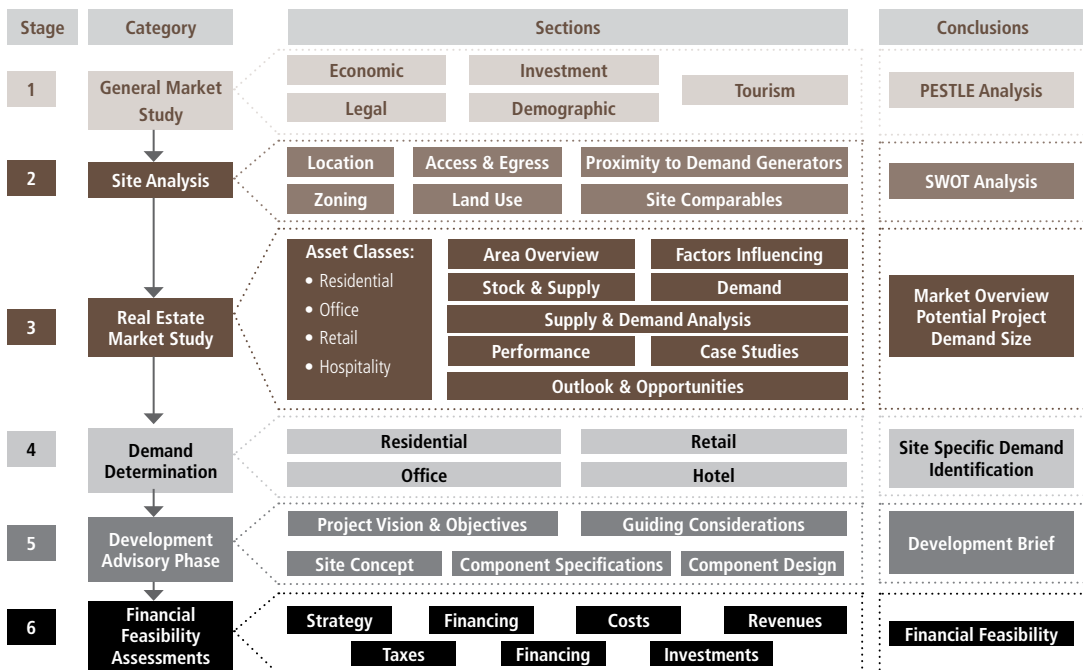 Stage
Category
Sections
Conclusions
1
General Market
Study
Economic
Investment
Tourism
Legal
Demographic
PESTLE Analysis
2
Site Analysis
Location
Access & Egress
Proximity to Demand Generators
Zoning
Land Use
Site Comparables
SWOT Analysis
3
Real Estate
Market Study
Asset Classes:
• Residential
• Office
• Retail
• Hospitality
Area Overview
Factors Influencing
Stock & Supply
Demand
Supply & Demand Analysis
Performance
Case Studies
Outlook & Opportunities
Market Overview
Potential Project
Demand Size
4
Demand
Determination
Residential
Retail
Office
Hotel
Site Specific Demand
Identification
5
Development
Advisory Phase
Project Vision & Objectives
Guiding Considerations
Site Concept
Component Specifications
Component Design
Development Brief
6
Financial
Feasibility
Assessments
Strategy
Financing
Costs
Revenues
Taxes
Financing
Investments
Financial Feasibility